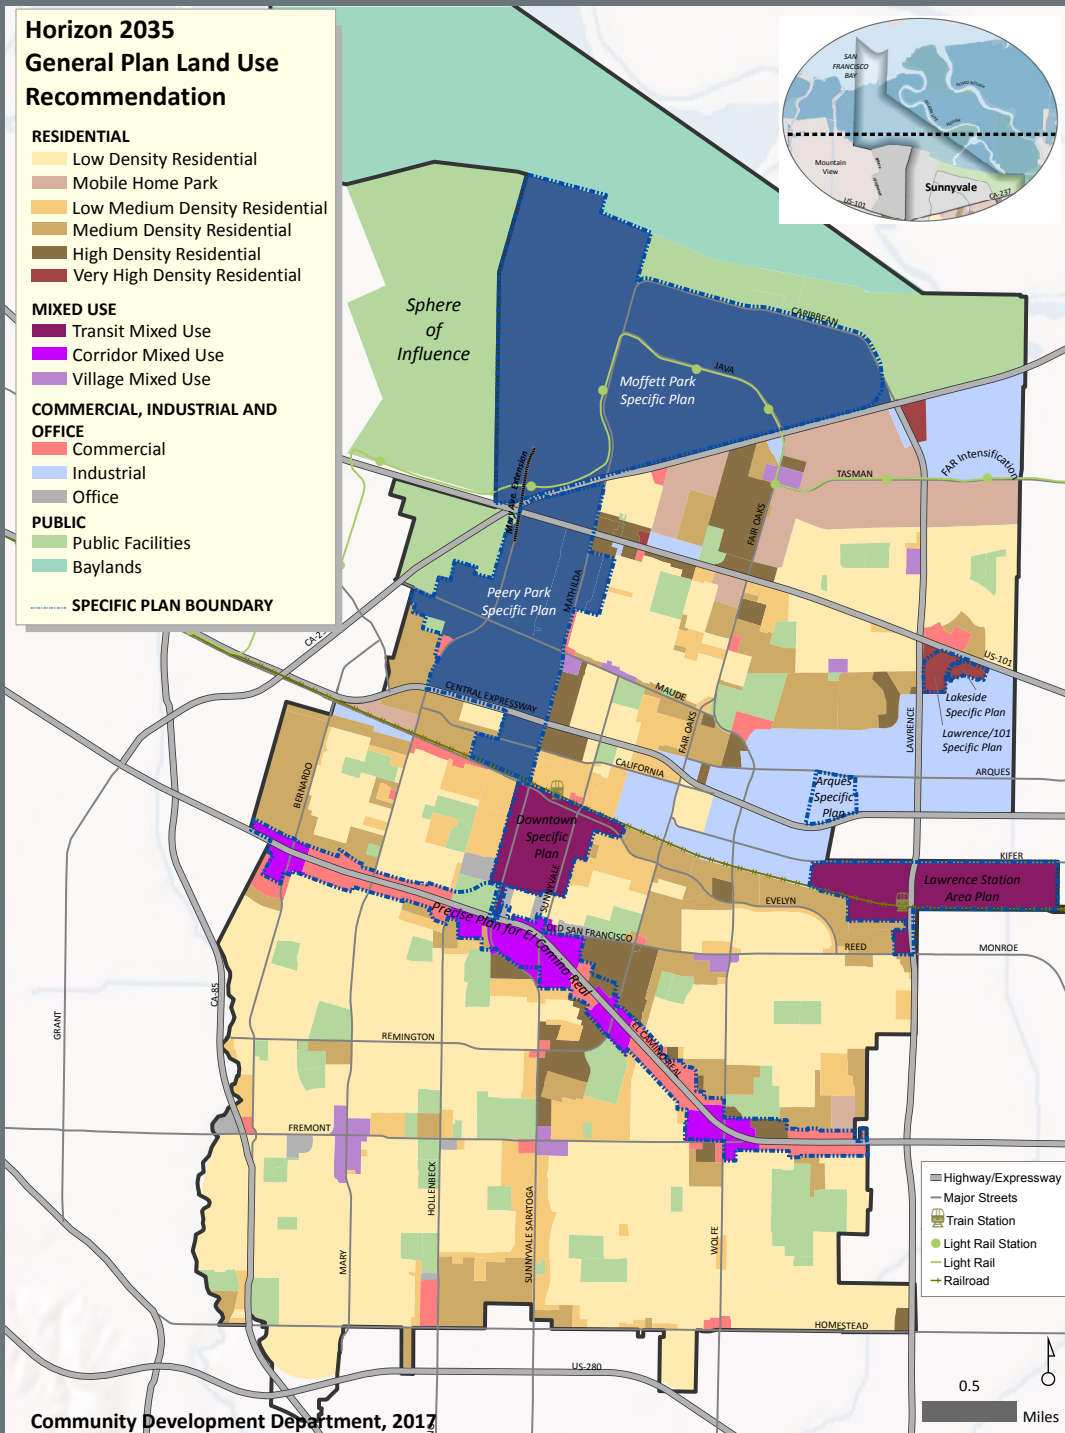 Horizon 2035
General Plan Land Use
Recommendation
RESIDENTIAL
Low Density Residential
Mobile Home Park
Low Medium Density Residential
Medium Density Residential
High Density Residential
Very High Density Residential
MIXED USE
Transit Mixed Use
Corridor Mixed Use
Village Mixed Use
COMMERCIAL, INDUSTRIAL AND
OFFICE
Commercial
Industrial
Office
PUBLIC
Public Facilities
Baylands
SPECIFIC PLAN BOUNDARY
SAN
FRANCISCO
BAY
Mountain
View
Sunnyvale
US-101
CA-237
Sphere
of
Influence
CARIBBEAN
JAVA
Moffett Park
Specific Plan
Mary Ave. Extension
TASMAN
FAR Intensification
FAIR OAKS
MATHILDA
Peery Park
Specific Plan
US-101
CENTRAL EXPRESSWAY
MAUDE
FAIR OAKS
LAWRENCE
Lakeside
Specific Plan
Lawrence/101
Specific Plan
BERNARDO
CALIFORNIA
ARQUES
Arques
Specific
Plan
Downtown
Specific
Plan
SUNNYVALE
KIFER
Lawrence Station
Area Plan
EVELYN
Precise Plan for El Camino Real
OLD SAN FRANCISCO
REED
MONROE
CA-85
GRANT
REMINGTON
EL CAMINO REAL
FREMONT
HOLLENBECK
MARY
SUNNYVALE SARATOGA
WOLFE
HOMESTEAD
US-280
Highway/Expressway
Major Streets
Train Station
Light Rail Station
Light Rail
Railroad
0.5
Miles
Community Development Department, 2017